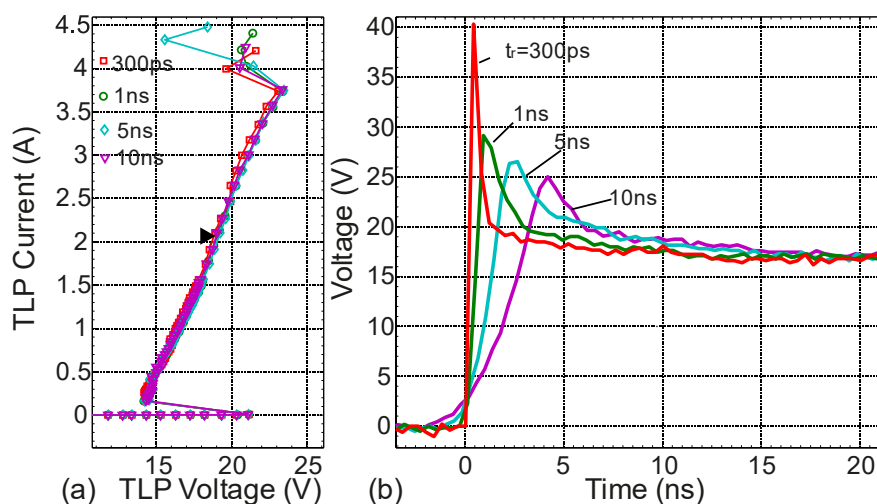 4.5
4
3.5
3
2.5
2
1.5
1
0.5
0
TLP Current (A)
300ps
1ns
5ns
10ns
15
20
25
(a) TLP Voltage (V)
40
35
30
25
20
15
10
5
0
Voltage (V)
tr=300ps
1ns
5ns
10ns
0
5
10
15
20
(b) Time (ns)